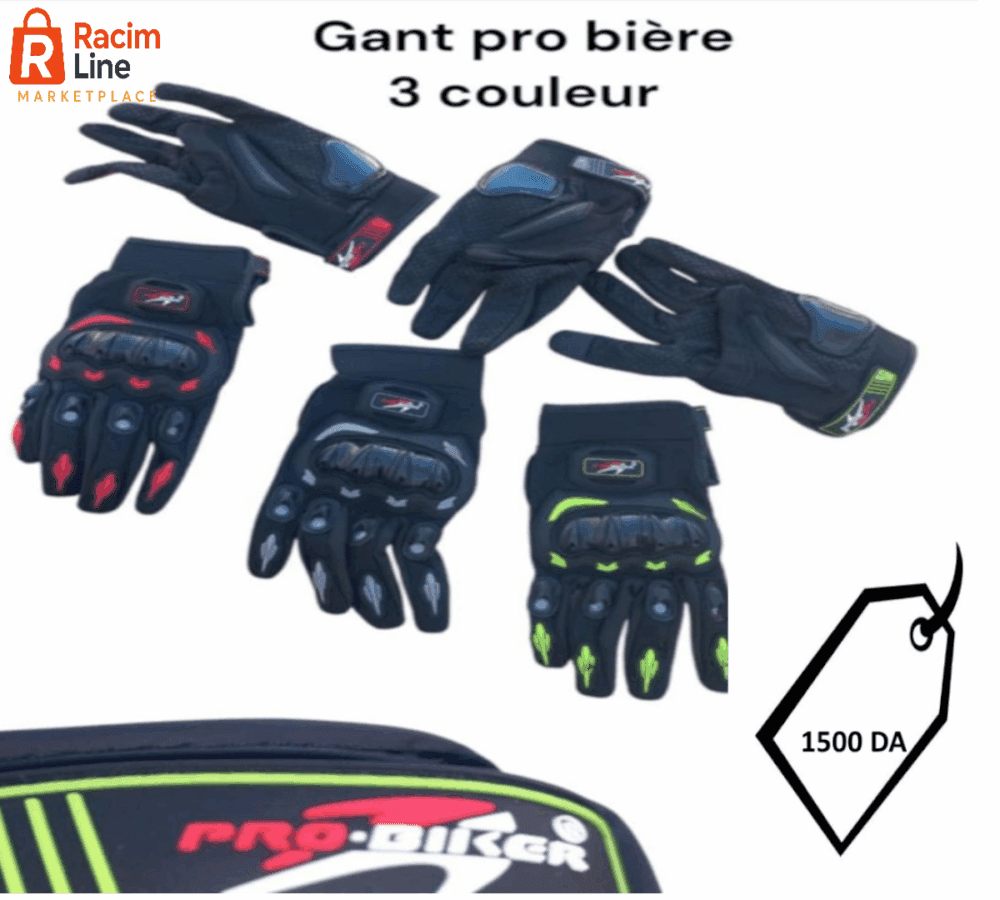 Racim
Line
MARKETPLACE
Gant pro bière
3 couleur
1500 DA
PRO-BIKER